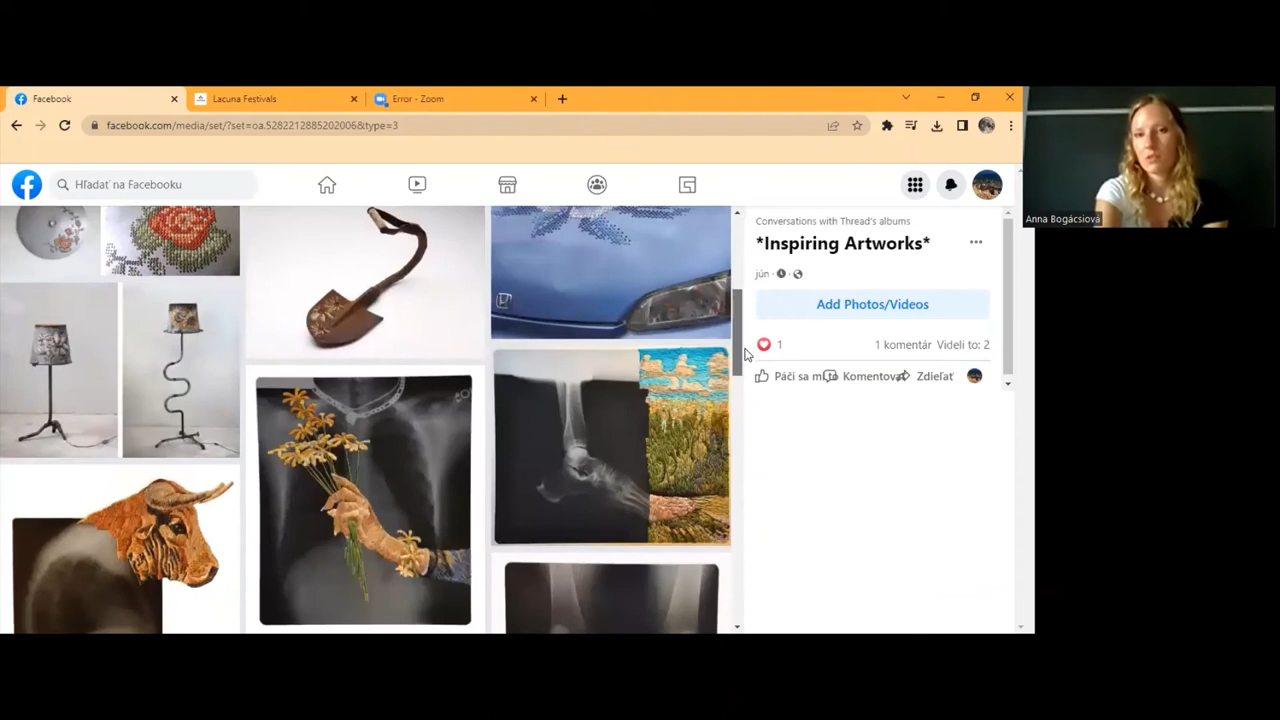 Facebook
Lacuna Festivals
Error - Zoom
facebook.com/media/set/?set=oa.5282212885202006&type=3
Hľadať na Facebooku
Conversations with Thread's albums
*Inspiring Artworks*
jún
Add Photos/Videos
1
1 komentár Videli to: 2
Páči sa mi to
Komentovať
Zdieľať
Anna Bogácsiová